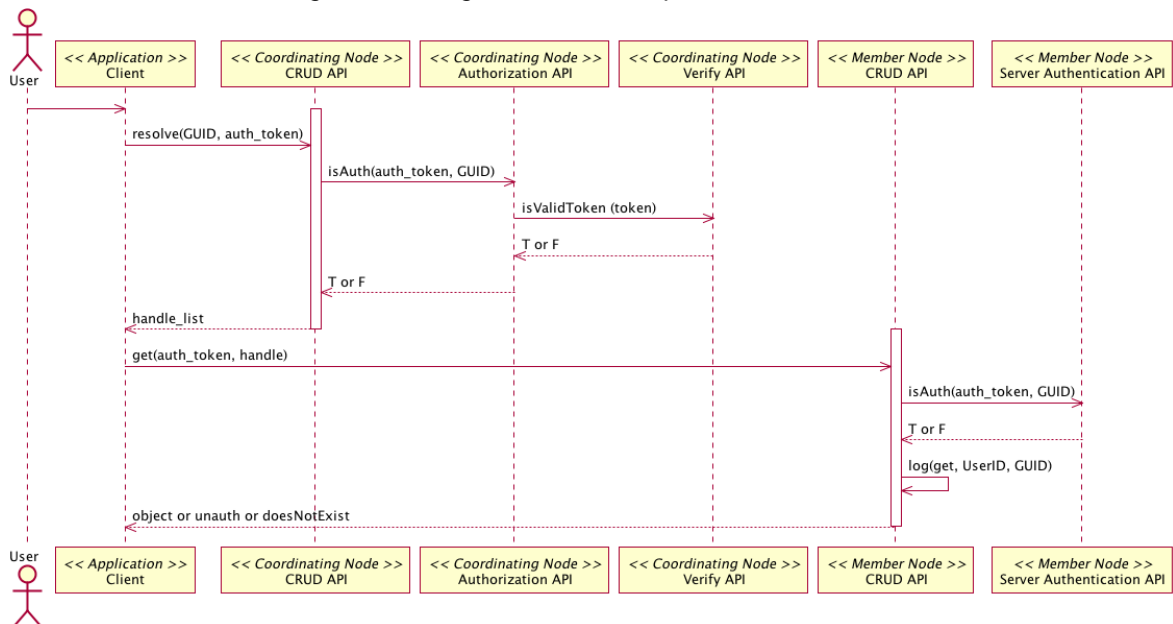 User
<< Application >>
Client
<< Coordinating Node >>
CRUD API
<< Coordinating Node >>
Authorization API
<< Coordinating Node >>
Verify API
<< Member Node >>
CRUD API
<< Member Node >>
Server Authentication API
resolve(GUID, auth_token)
isAuth(auth_token, GUID)
isValidToken (token)
T or F
T or F
handle_list
get(auth_token, handle)
isAuth(auth_token, GUID)
T or F
log(get, UserID, GUID)
object or unauth or doesNotExist
User
<< Application >>
Client
<< Coordinating Node >>
CRUD API
<< Coordinating Node >>
Authorization API
<< Coordinating Node >>
Verify API
<< Member Node >>
CRUD API
<< Member Node >>
Server Authentication API